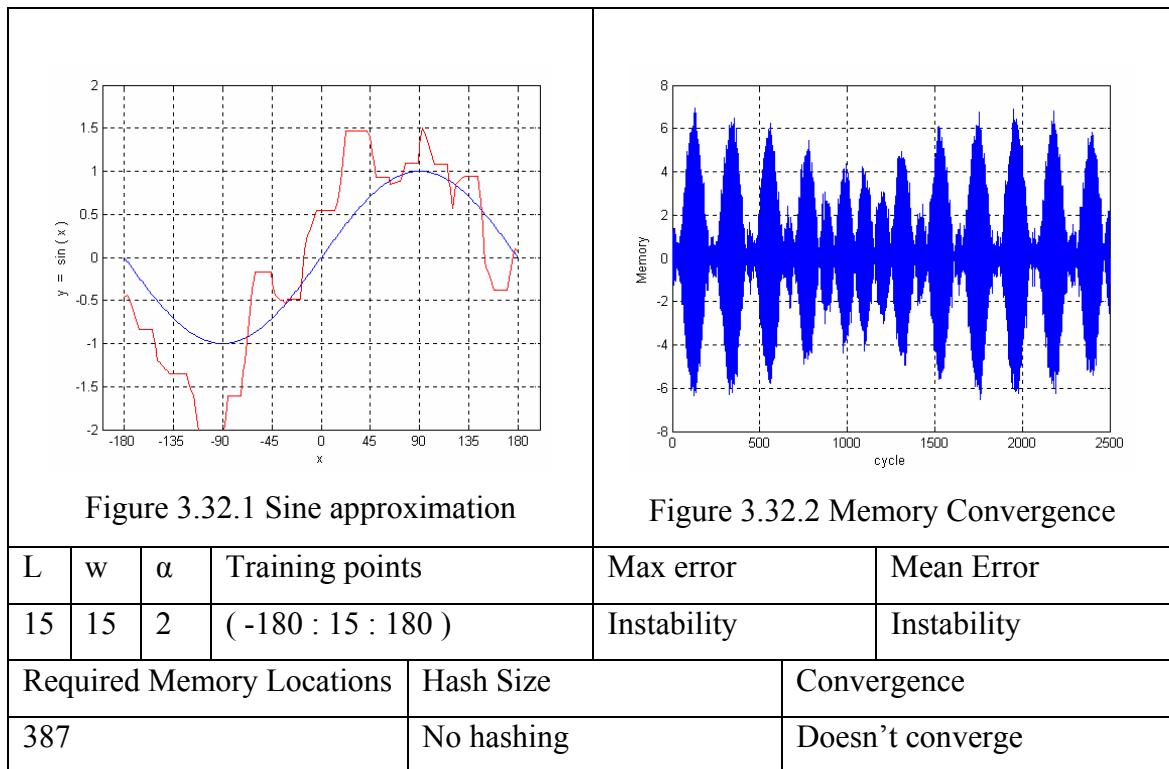 2
1.5
1
0.5
0
-0.5
-1
-1.5
-2
-180 -135 -90 -45 0 45 90 135 180
x
y = sin ( x )
Figure 3.32.1 Sine approximation
8
6
4
2
0
-2
-4
-6
-8
0 500 1000 1500 2000 2500
cycle
Memory
Figure 3.32.2 Memory Convergence
L w α Training points Max error Mean Error
15 15 2 ( -180 : 15 : 180 ) Instability Instability
Required Memory Locations Hash Size Convergence
387 No hashing Doesn’t converge